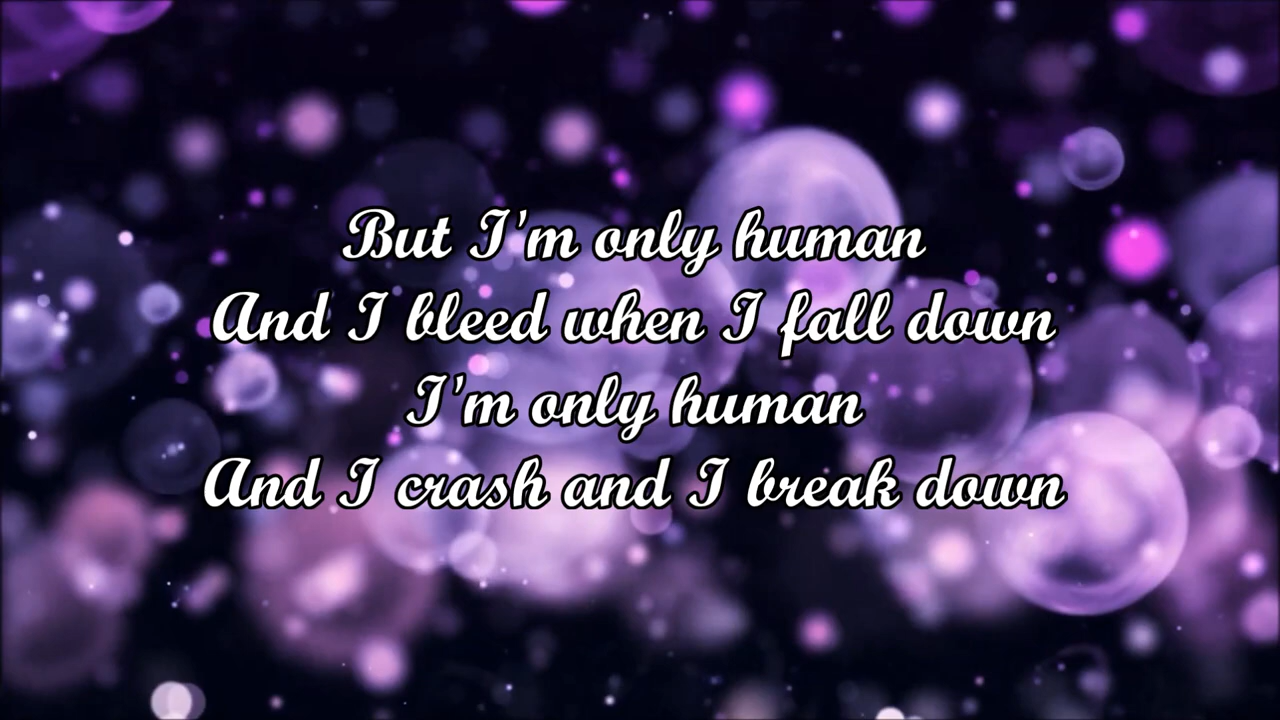 But I'm only human
And I bleed when I fall down
I'm only human
And I crash and I break down